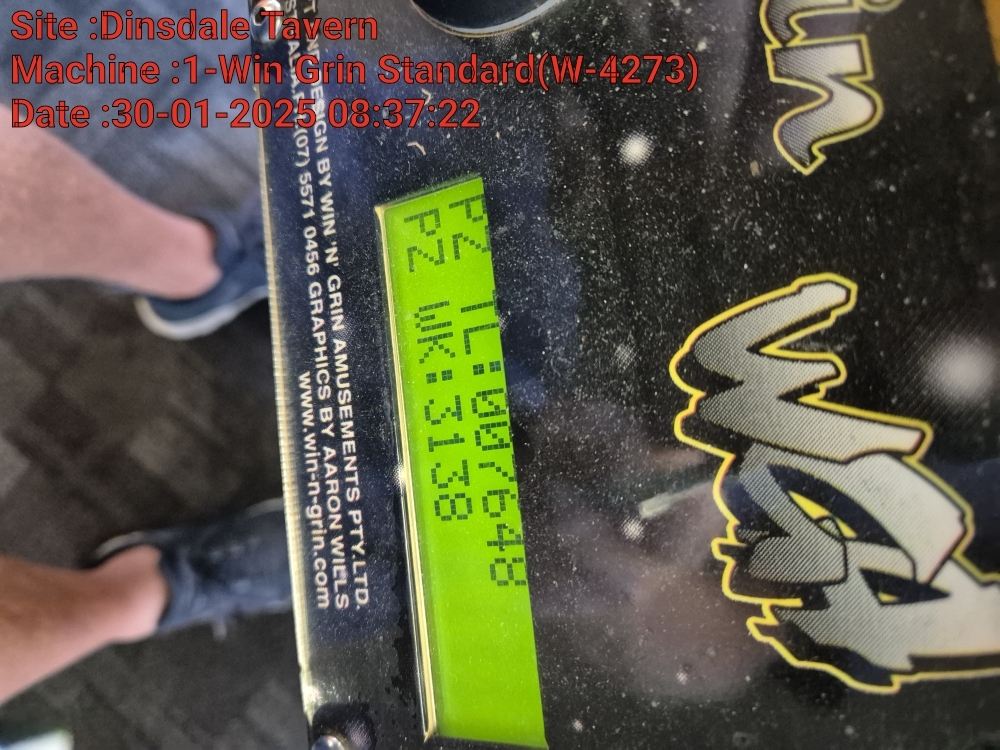 Site :Dinsdale Tavern
Machine :1-Win Grin Standard(W-4273)
Date :30-01-2025 08:37:22
PZ TL:007648
PZ Mk:3138
DESIGN BY WIN 'N' GRIN AMUSEMENTS PTY.LTD.
(07) 5571 0456 GRAPHICS BY AARON WIELS
www.win-n-grin.com